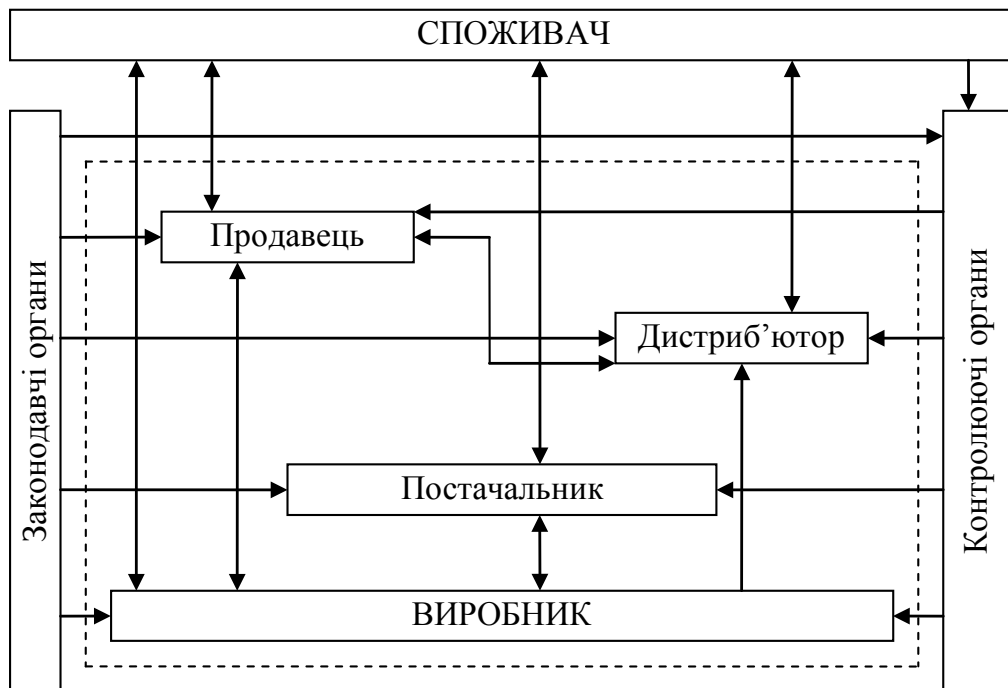 СПОЖИВАЧ
Законодавчі органи
Продавець
Дистриб’ютор
Постачальник
ВИРОБНИК
Контролюючі органи